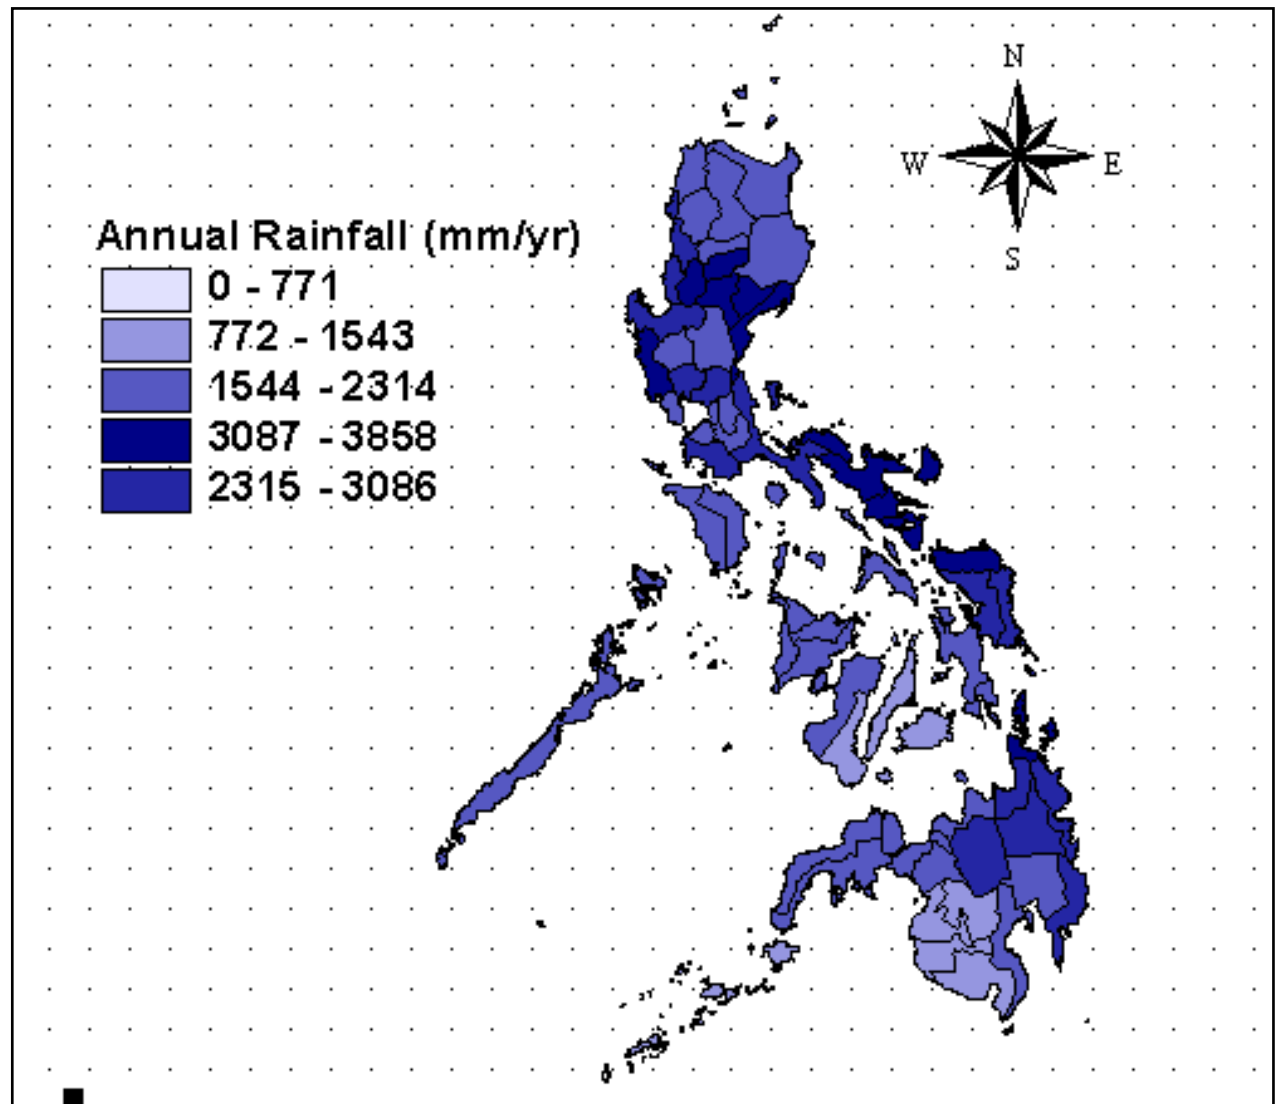 N
W
E
S
Annual Rainfall (mm/yr)
0 - 771
772 - 1543
1544 - 2314
3087 - 3858
2315 - 3086